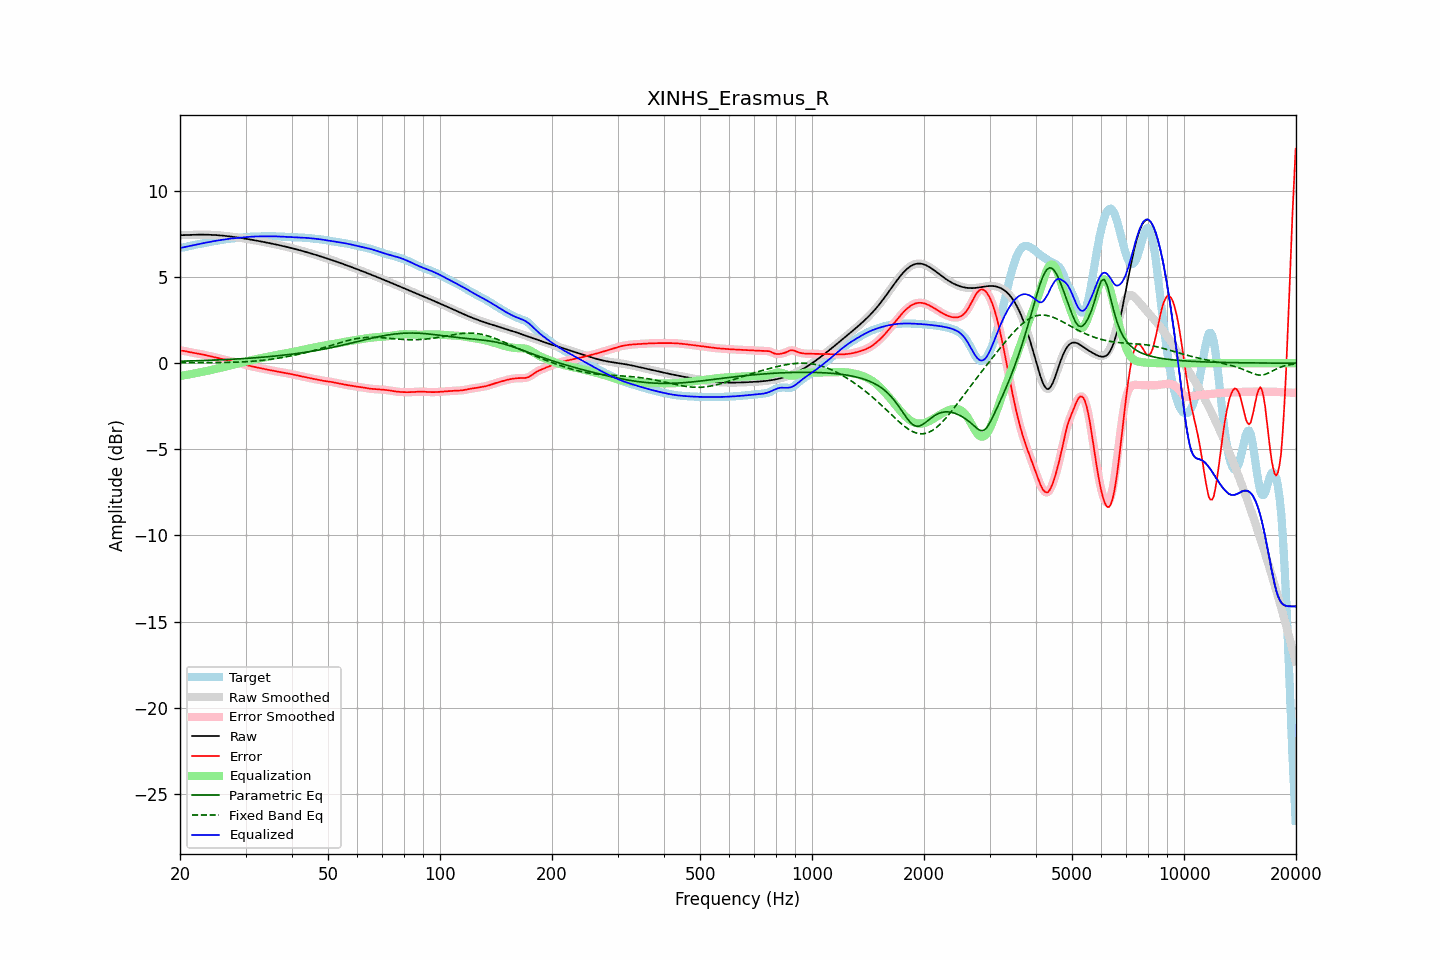 XINHS_Erasmus_R
Amplitude (dBr)
10
5
0
−5
−10
−15
−20
−25
Target
Raw Smoothed
Error Smoothed
Raw
Error
Equalization
Parametric Eq
Fixed Band Eq
Equalized
20 50 100 200 500 1000 2000 5000 10000 20000
Frequency (Hz)